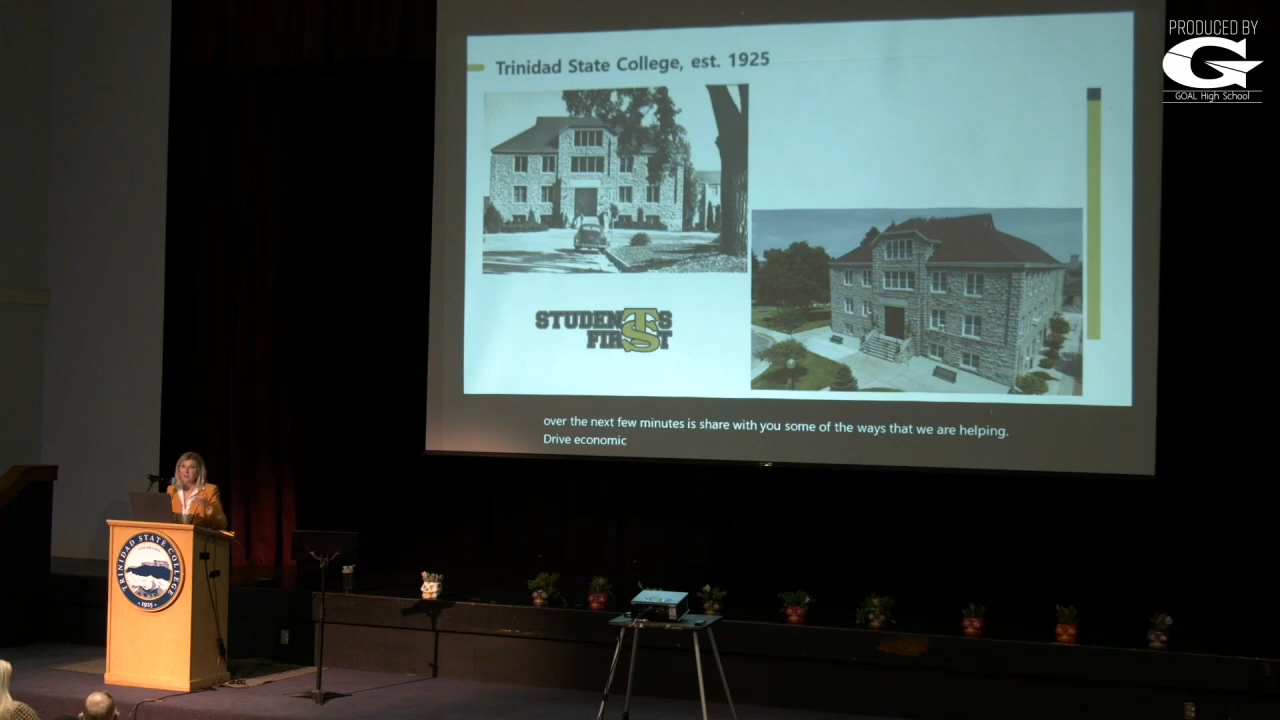 PRODUCED BY
G
GOAL High School
Trinidad State College, est. 1925
STUDENTS
FIRST
over the next few minutes is share with you some of the ways that we are helping.
Drive economic
TRINIDAD STATE COLLEGE
COLORADO
• 1925 •